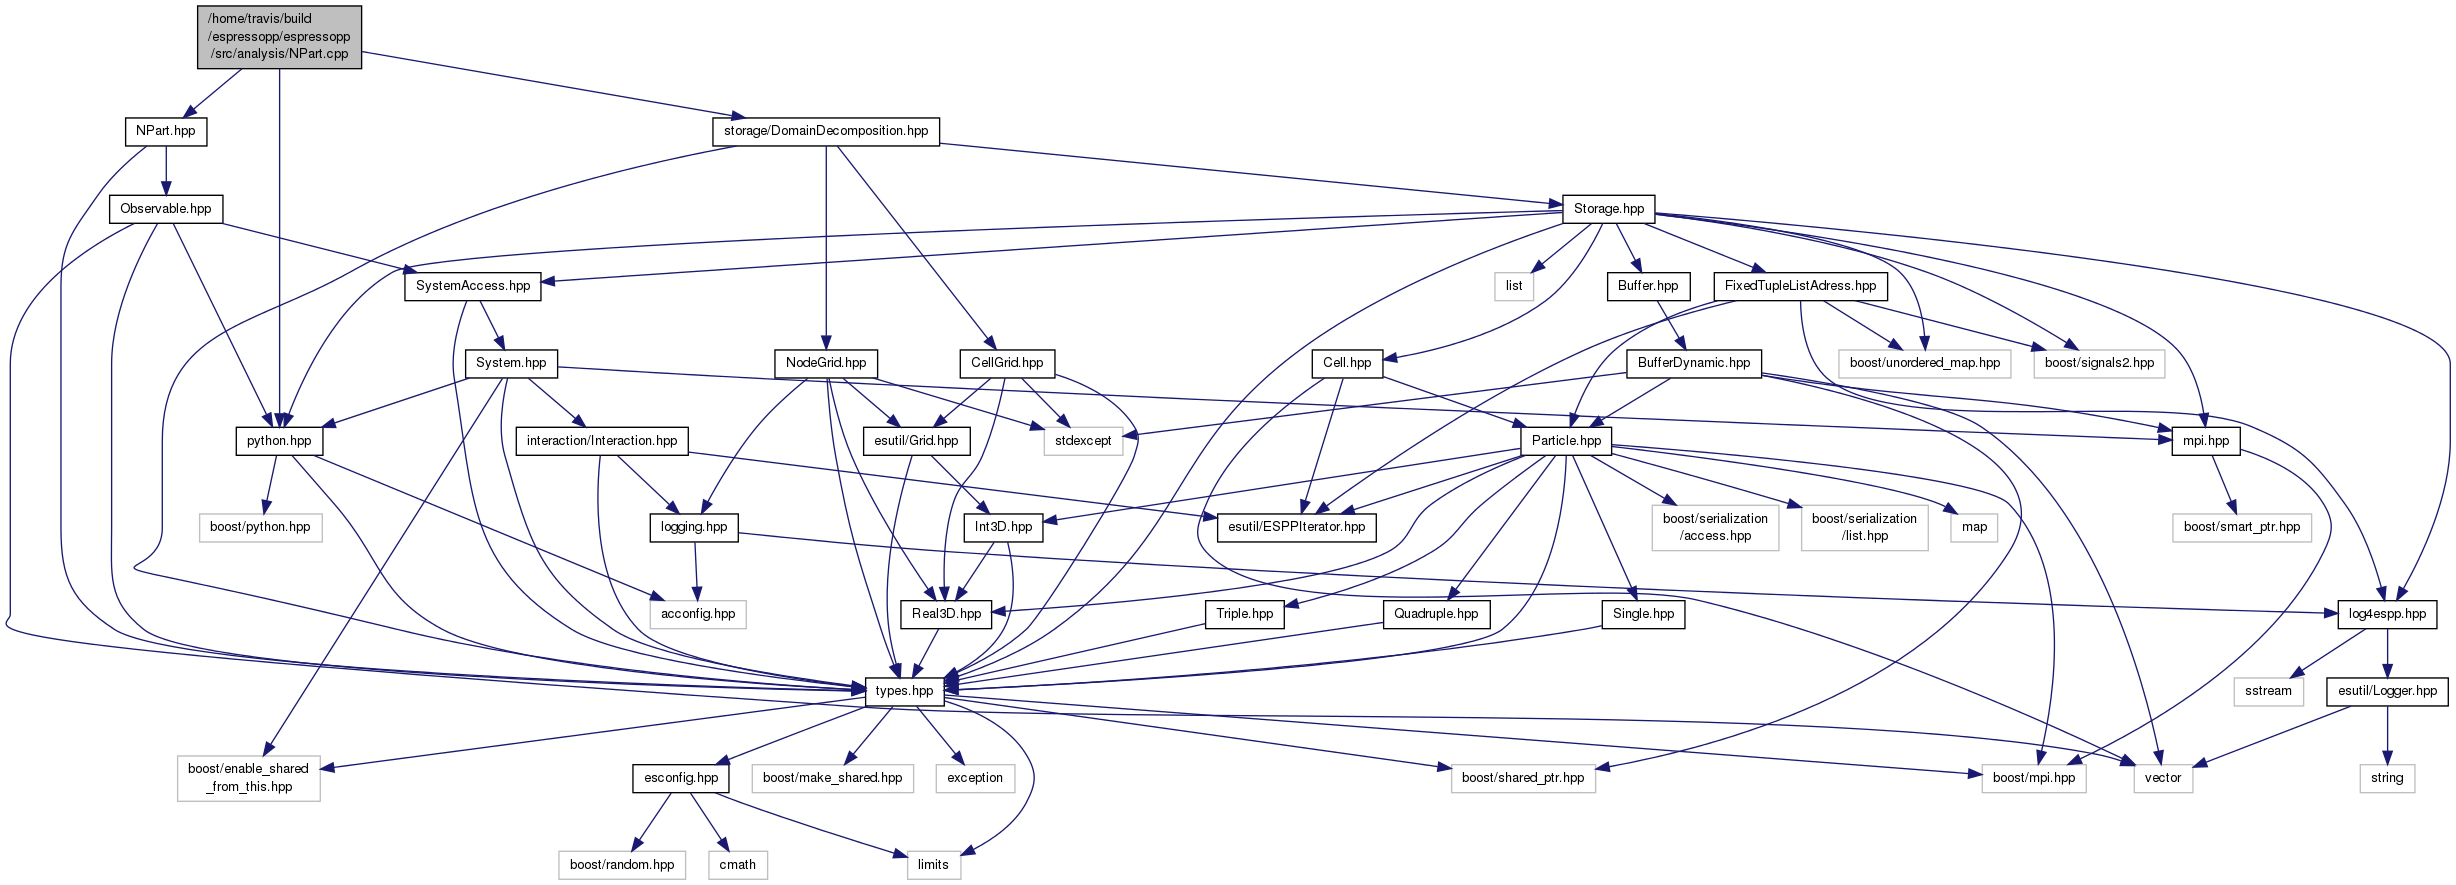 /home/travis/build
/espressopp/espressopp
/src/analysis/NPart.cpp
NPart.hpp
storage/DomainDecomposition.hpp
Observable.hpp
Storage.hpp
SystemAccess.hpp
list
Buffer.hpp
FixedTupleListAdress.hpp
System.hpp
NodeGrid.hpp
CellGrid.hpp
Cell.hpp
BufferDynamic.hpp
boost/unordered_map.hpp
boost/signals2.hpp
python.hpp
interaction/Interaction.hpp
esutil/Grid.hpp
stdexcept
Particle.hpp
mpi.hpp
boost/python.hpp
logging.hpp
Int3D.hpp
esutil/ESPPIterator.hpp
boost/serialization
/access.hpp
boost/serialization
/list.hpp
map
boost/smart_ptr.hpp
acconfig.hpp
Real3D.hpp
Triple.hpp
Quadruple.hpp
Single.hpp
log4espp.hpp
types.hpp
sstream
esutil/Logger.hpp
boost/enable_shared
_from_this.hpp
esconfig.hpp
boost/make_shared.hpp
exception
boost/shared_ptr.hpp
boost/mpi.hpp
vector
string
boost/random.hpp
cmath
limits